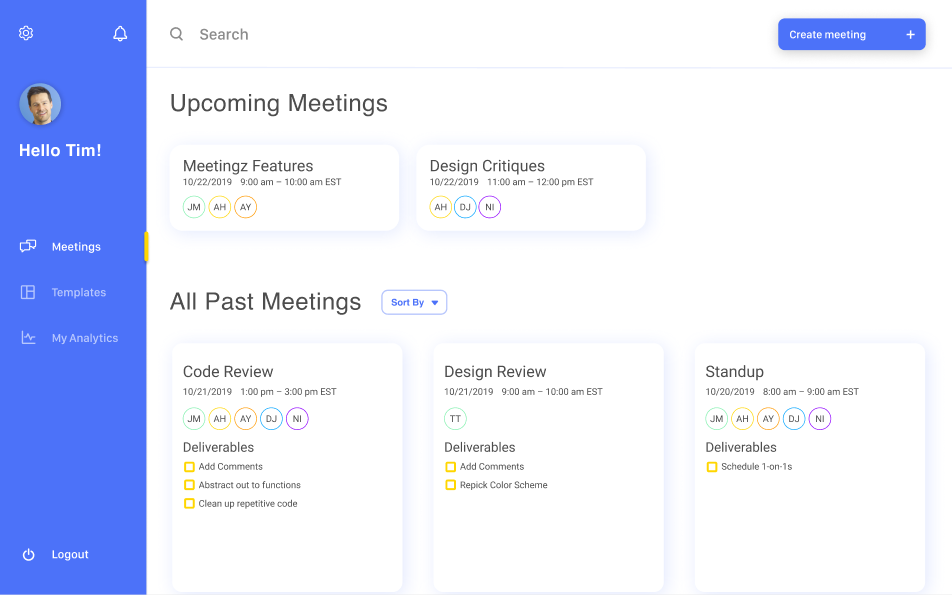 Search
Create meeting +
Hello Tim!
Meetings
Templates
My Analytics
Logout
Upcoming Meetings
Meetingz Features
10/22/2019 9:00 am – 10:00 am EST
JM AH AY
Design Critiques
10/22/2019 11:00 am – 12:00 pm EST
AH DJ NI
All Past Meetings
Sort By
Code Review
10/21/2019 1:00 pm – 3:00 pm EST
JM AH AY DJ NI
Deliverables
Add Comments
Abstract out to functions
Clean up repetitive code
Design Review
10/21/2019 9:00 am – 10:00 am EST
TT
Deliverables
Add Comments
Repick Color Scheme
Standup
10/20/2019 8:00 am – 9:00 am EST
JM AH AY DJ NI
Deliverables
Schedule 1-on-1s